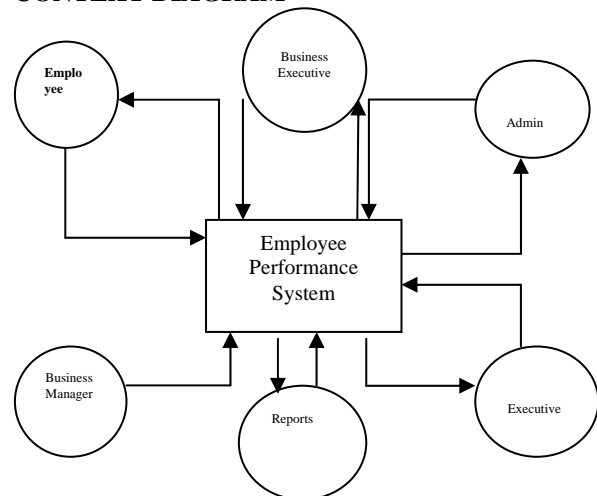 CONTEXT DIAGRAM
Emplo
yee
Business
Executive
Admin
Employee
Performance
System
Business
Manager
Reports
Executive